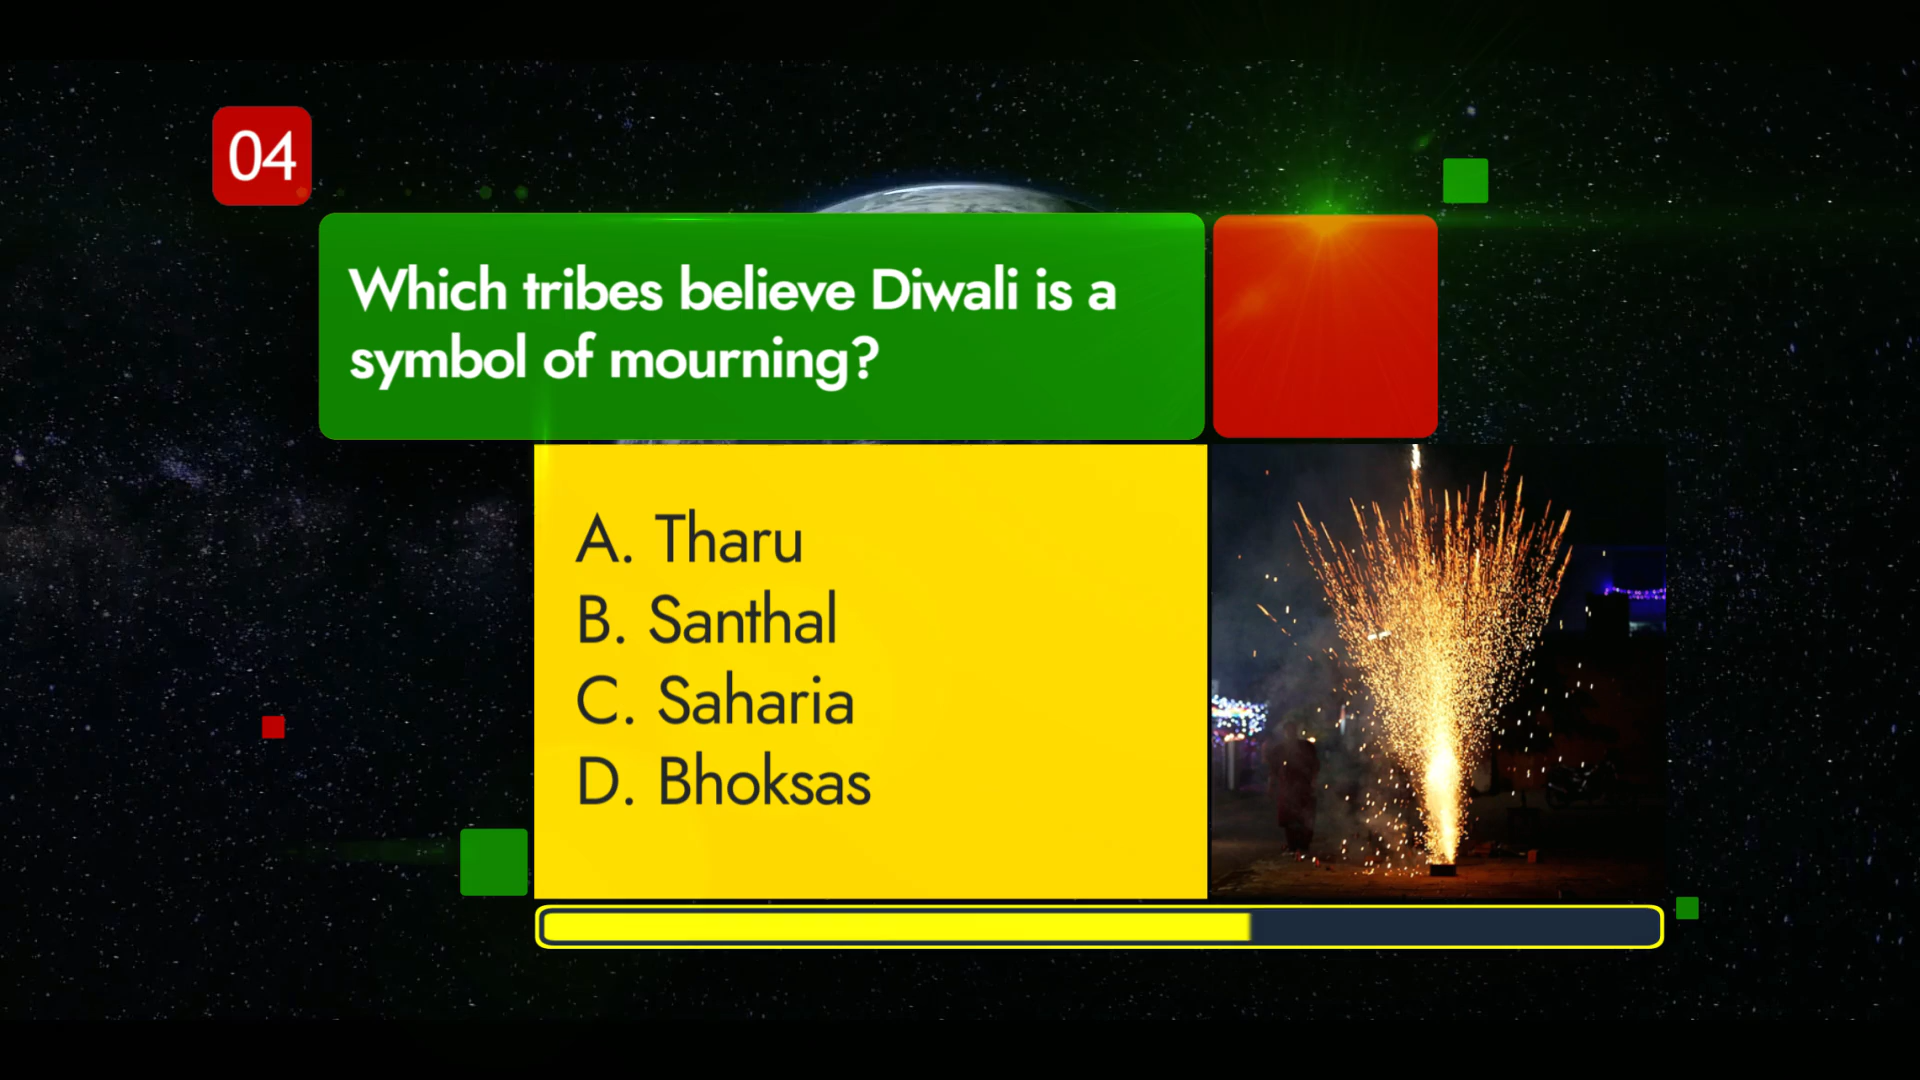 04
Which tribes believe Diwali is a
symbol of mourning?
A. Tharu
B. Santhal
C. Saharia
D. Bhoksas